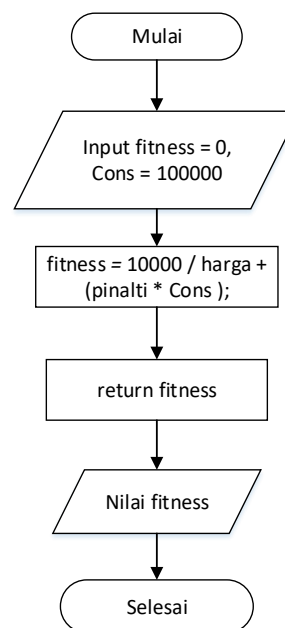 Mulai
Input fitness = 0,
Cons = 100000
fitness = 10000 / harga +
(pinalti * Cons );
return fitness
Nilai fitness
Selesai